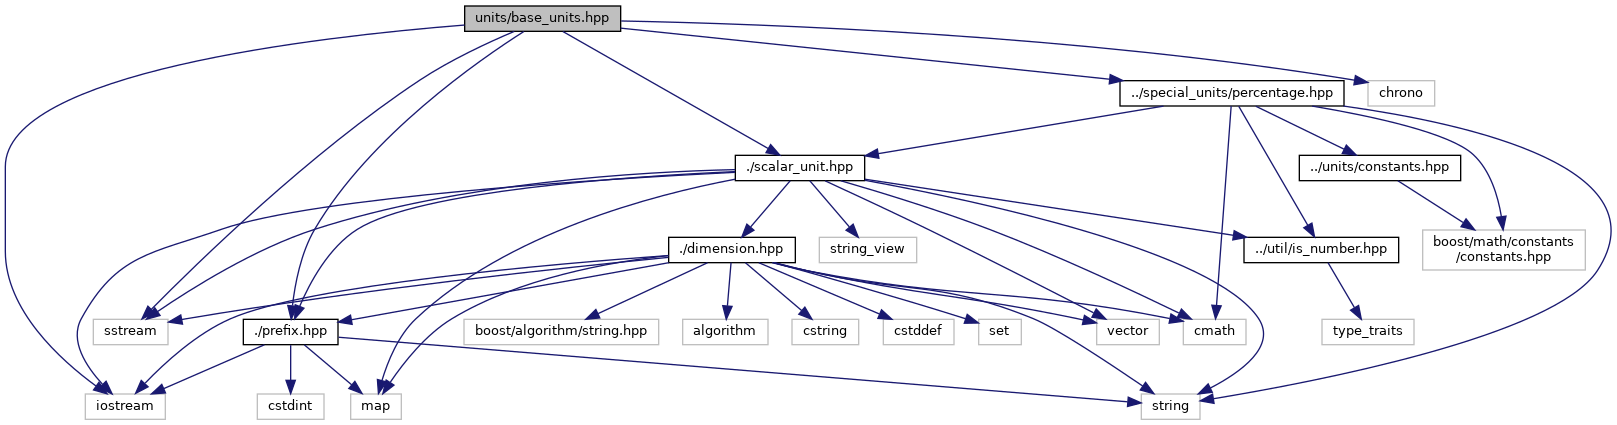 units/base_units.hpp
../special_units/percentage.hpp
chrono
./scalar_unit.hpp
../units/constants.hpp
./dimension.hpp
string_view
../util/is_number.hpp
boost/math/constants
/constants.hpp
sstream
./prefix.hpp
boost/algorithm/string.hpp
algorithm
cstring
cstddef
set
vector
cmath
type_traits
iostream
cstdint
map
string